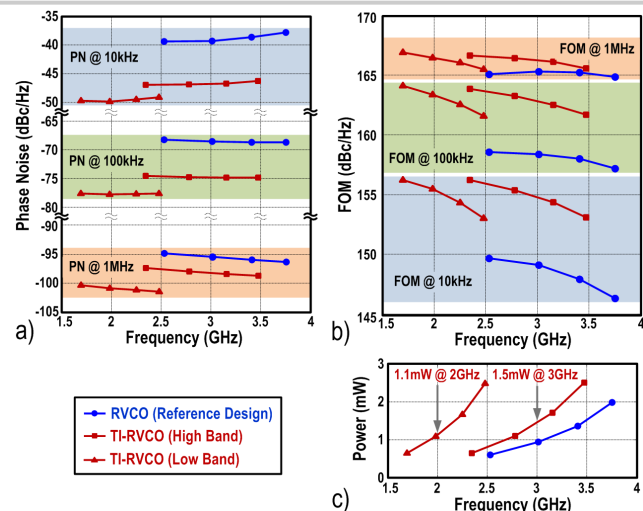 -35
-40
-45
-50
-65
-70
-75
-80
-90
-95
-100
-105
Phase Noise (dBc/Hz)
PN @ 10kHz
PN @ 100kHz
PN @ 1MHz
1.5 2 2.5 3 3.5 4
Frequency (GHz)
a)
170
165
160
155
150
145
FOM (dBc/Hz)
FOM @ 1MHz
FOM @ 100kHz
FOM @ 10kHz
1.5 2 2.5 3 3.5 4
Frequency (GHz)
b)
RVCO (Reference Design)
TI-RVCO (High Band)
TI-RVCO (Low Band)
3
2
1
0
Power (mW)
1.1mW @ 2GHz 1.5mW @ 3GHz
1.5 2 2.5 3 3.5 4
Frequency (GHz)
c)